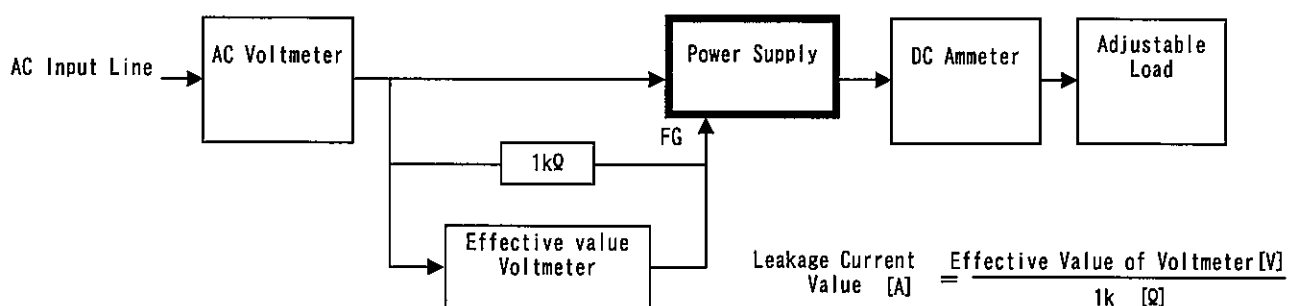 AC Input Line
AC Voltmeter
Power Supply
DC Ammeter
Adjustable
Load
FG
1kΩ
Effective value
Voltmeter
Leakage Current
Value [A]
=
Effective Value of Voltmeter[V]
1k [Ω]